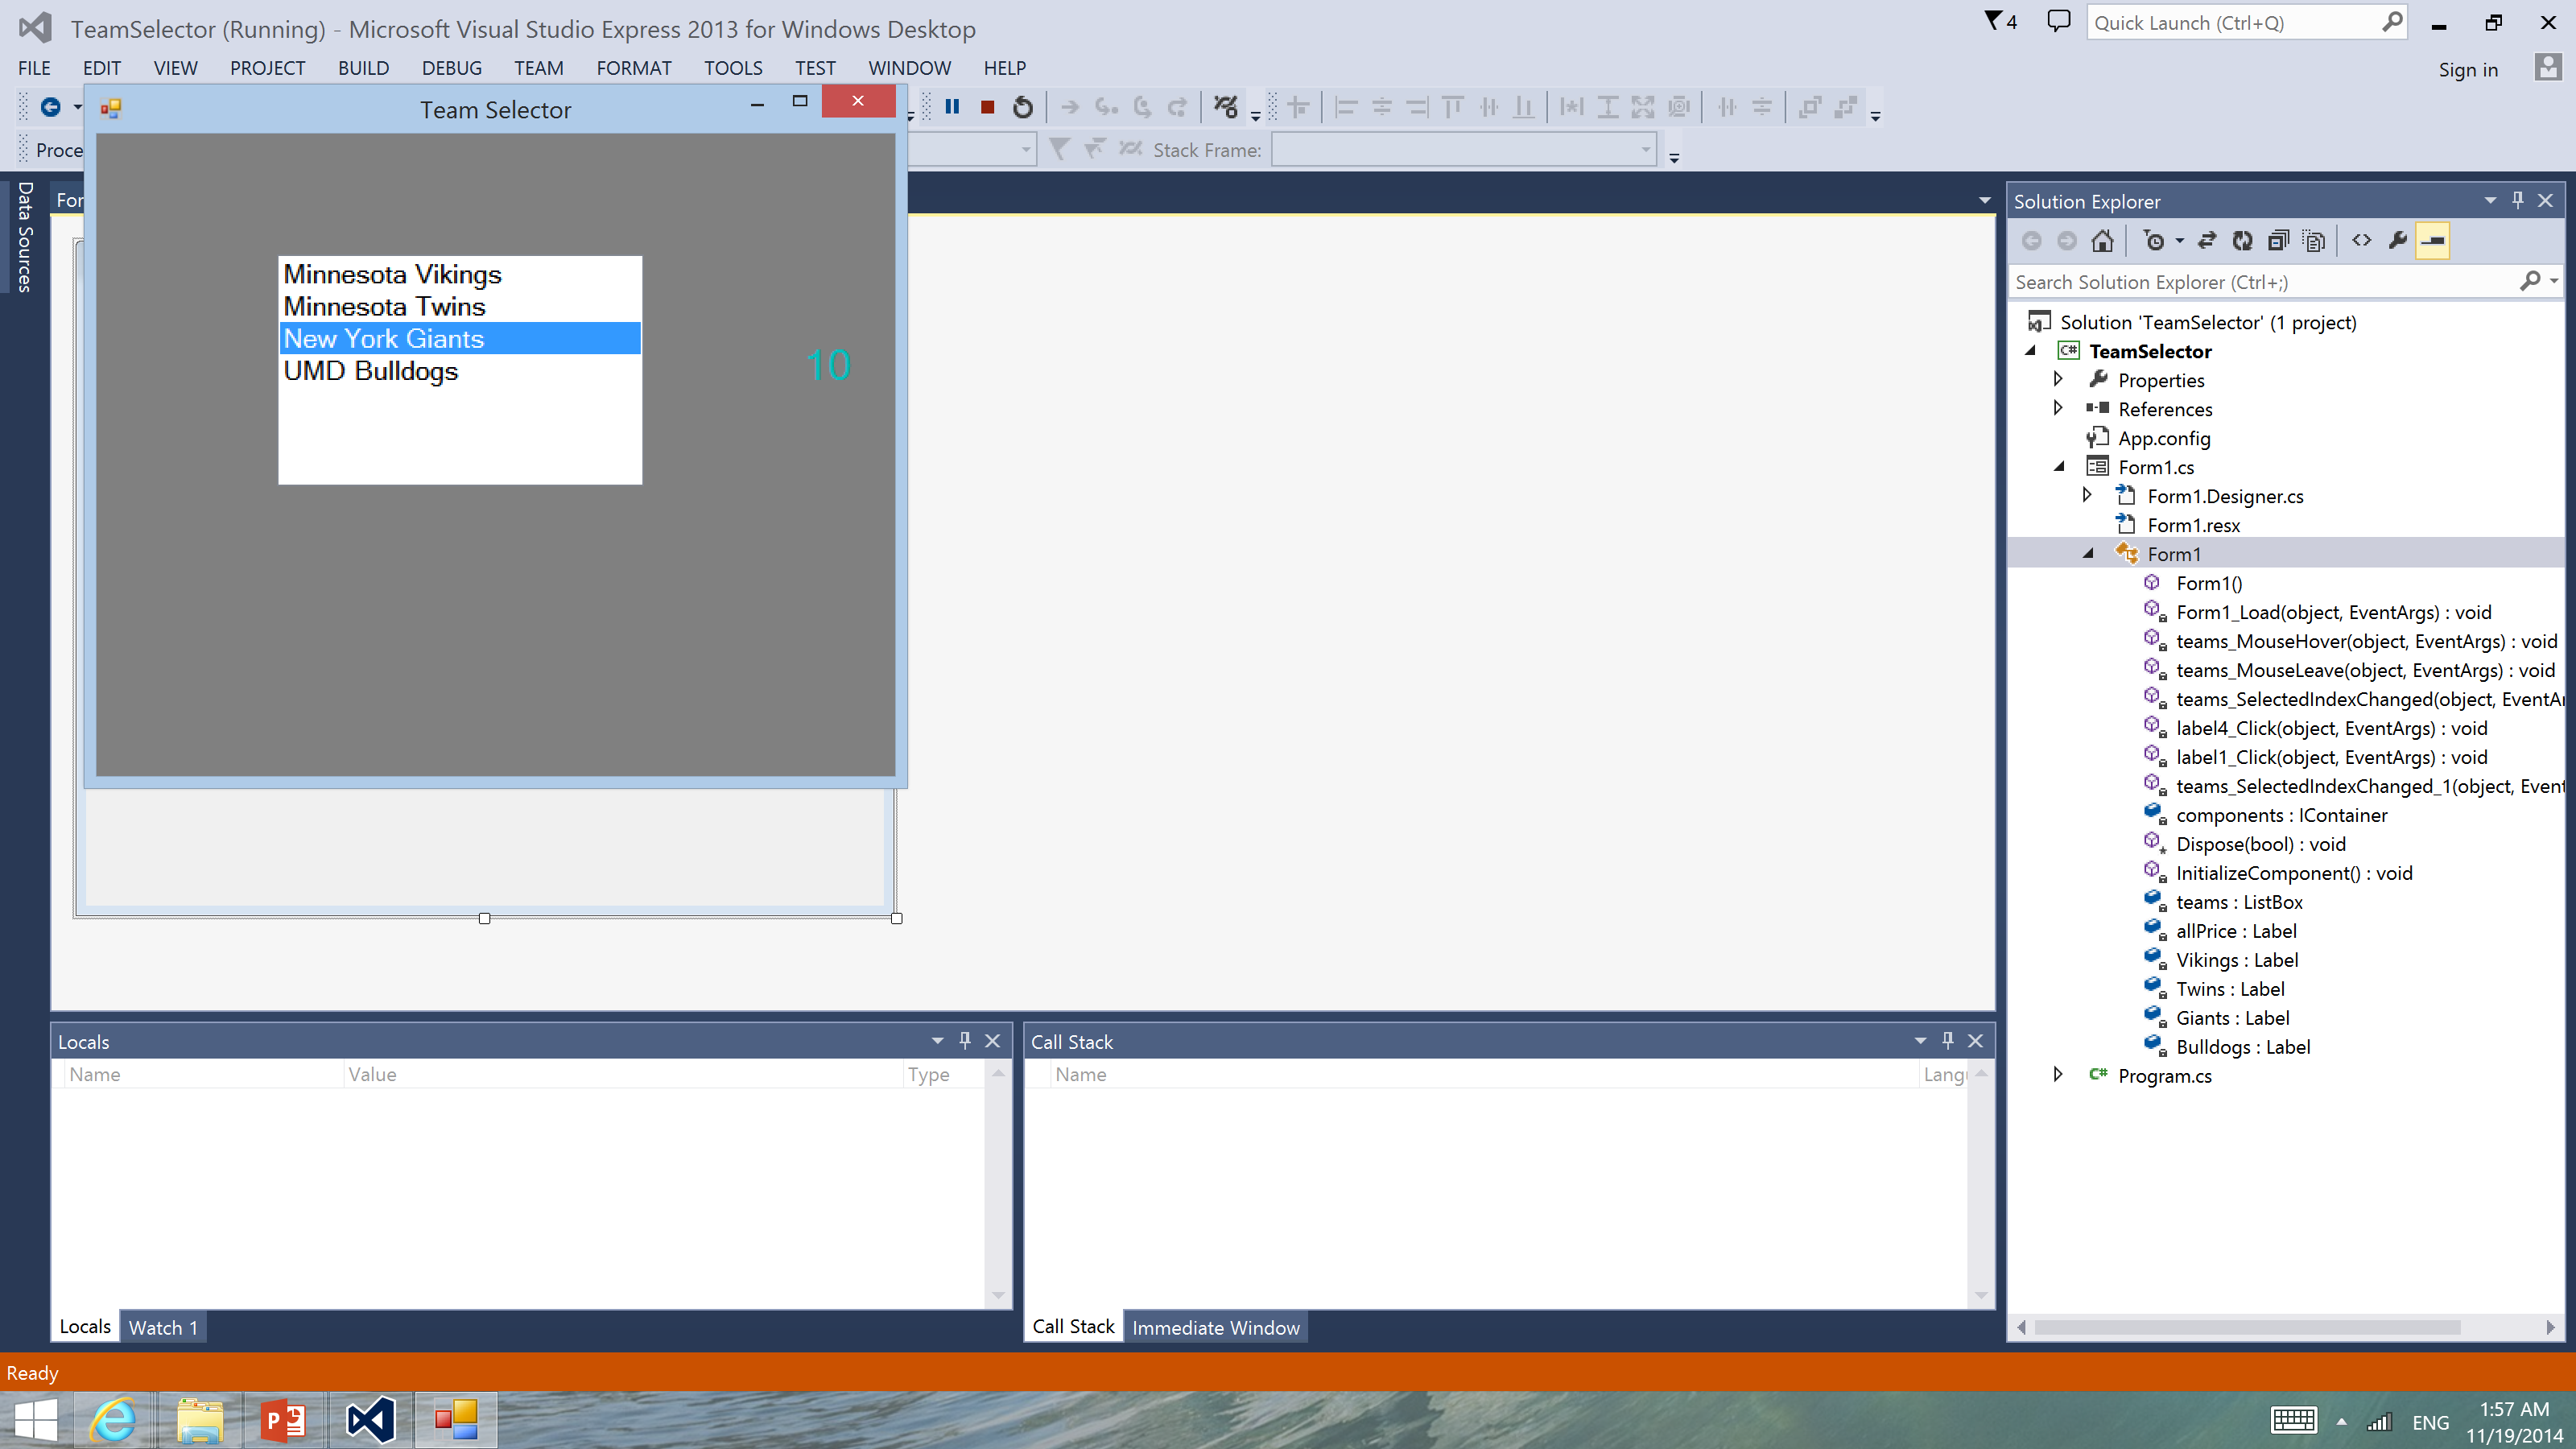 TeamSelector (Running) - Microsoft Visual Studio Express 2013 for Windows Desktop
4
Quick Launch (Ctrl+Q)
FILE EDIT VIEW PROJECT BUILD DEBUG TEAM FORMAT TOOLS TEST WINDOW HELP
Sign in
Team Selector
Proce
Stack Frame:
Data Sources
For
Minnesota Vikings
Minnesota Twins
New York Giants
UMD Bulldogs
10
Solution Explorer
Search Solution Explorer (Ctrl+;)
Solution 'TeamSelector' (1 project)
C# TeamSelector
Properties
References
App.config
Form1.cs
Form1.Designer.cs
Form1.resx
Form1
Form1()
Form1_Load(object, EventArgs) : void
teams_MouseHover(object, EventArgs) : void
teams_MouseLeave(object, EventArgs) : void
teams_SelectedIndexChanged(object, EventAr
label4_Click(object, EventArgs) : void
label1_Click(object, EventArgs) : void
teams_SelectedIndexChanged_1(object, Event
components : IContainer
Dispose(bool) : void
InitializeComponent() : void
teams : ListBox
allPrice : Label
Vikings : Label
Twins : Label
Giants : Label
Bulldogs : Label
C# Program.cs
Locals
Name Value Type
Locals Watch 1
Call Stack
Name Langu
Call Stack Immediate Window
Ready
ENG
1:57 AM
11/19/2014